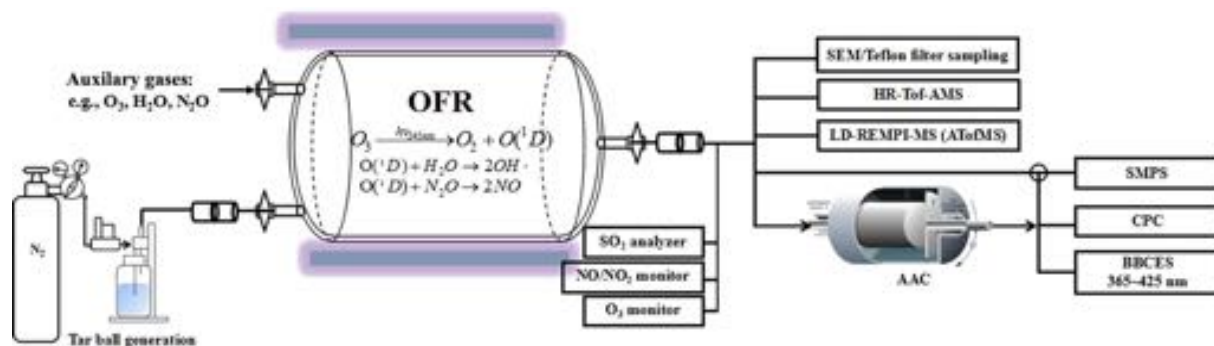 Auxilary gases:
e.g., O₃, H₂O, N₂O
N₂
Tar ball generation
OFR
O₃ → O₂ + O(¹D)
O(¹D) + H₂O → 2OH ·
O(¹D) + N₂O → 2NO
SO₂ analyzer
NO/NO₂ monitor
O₃ monitor
SEM/Teflon filter sampling
HR-Tof-AMS
LD-REMPI-MS (ATofMS)
AAC
SMPS
CPC
BBCES
365–425 nm